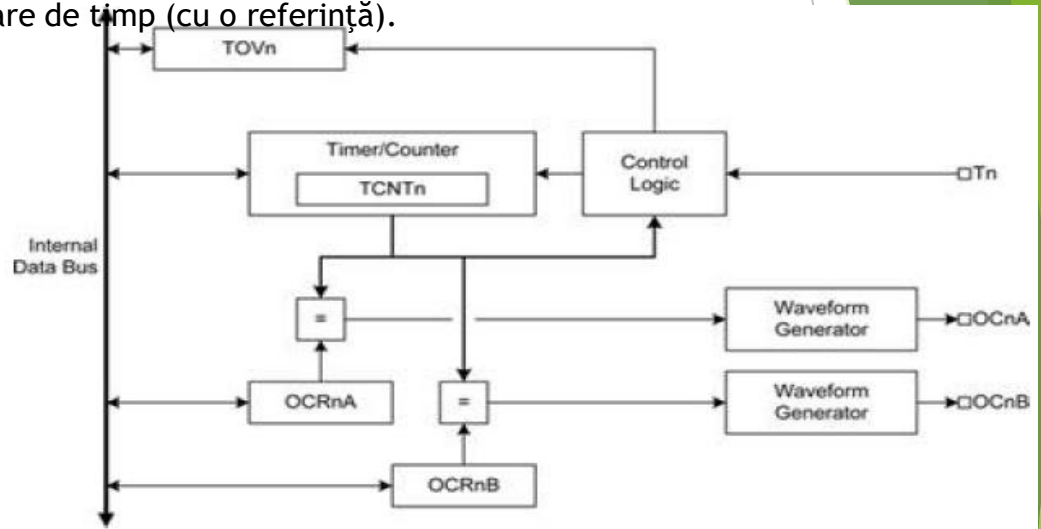 are de timp (cu o referință).
TOVn
Timer/Counter
TCNTn
Control
Logic
Tn
Internal
Data Bus
=
Waveform
Generator
OCnA
OCRnA
=
Waveform
Generator
OCnB
OCRnB